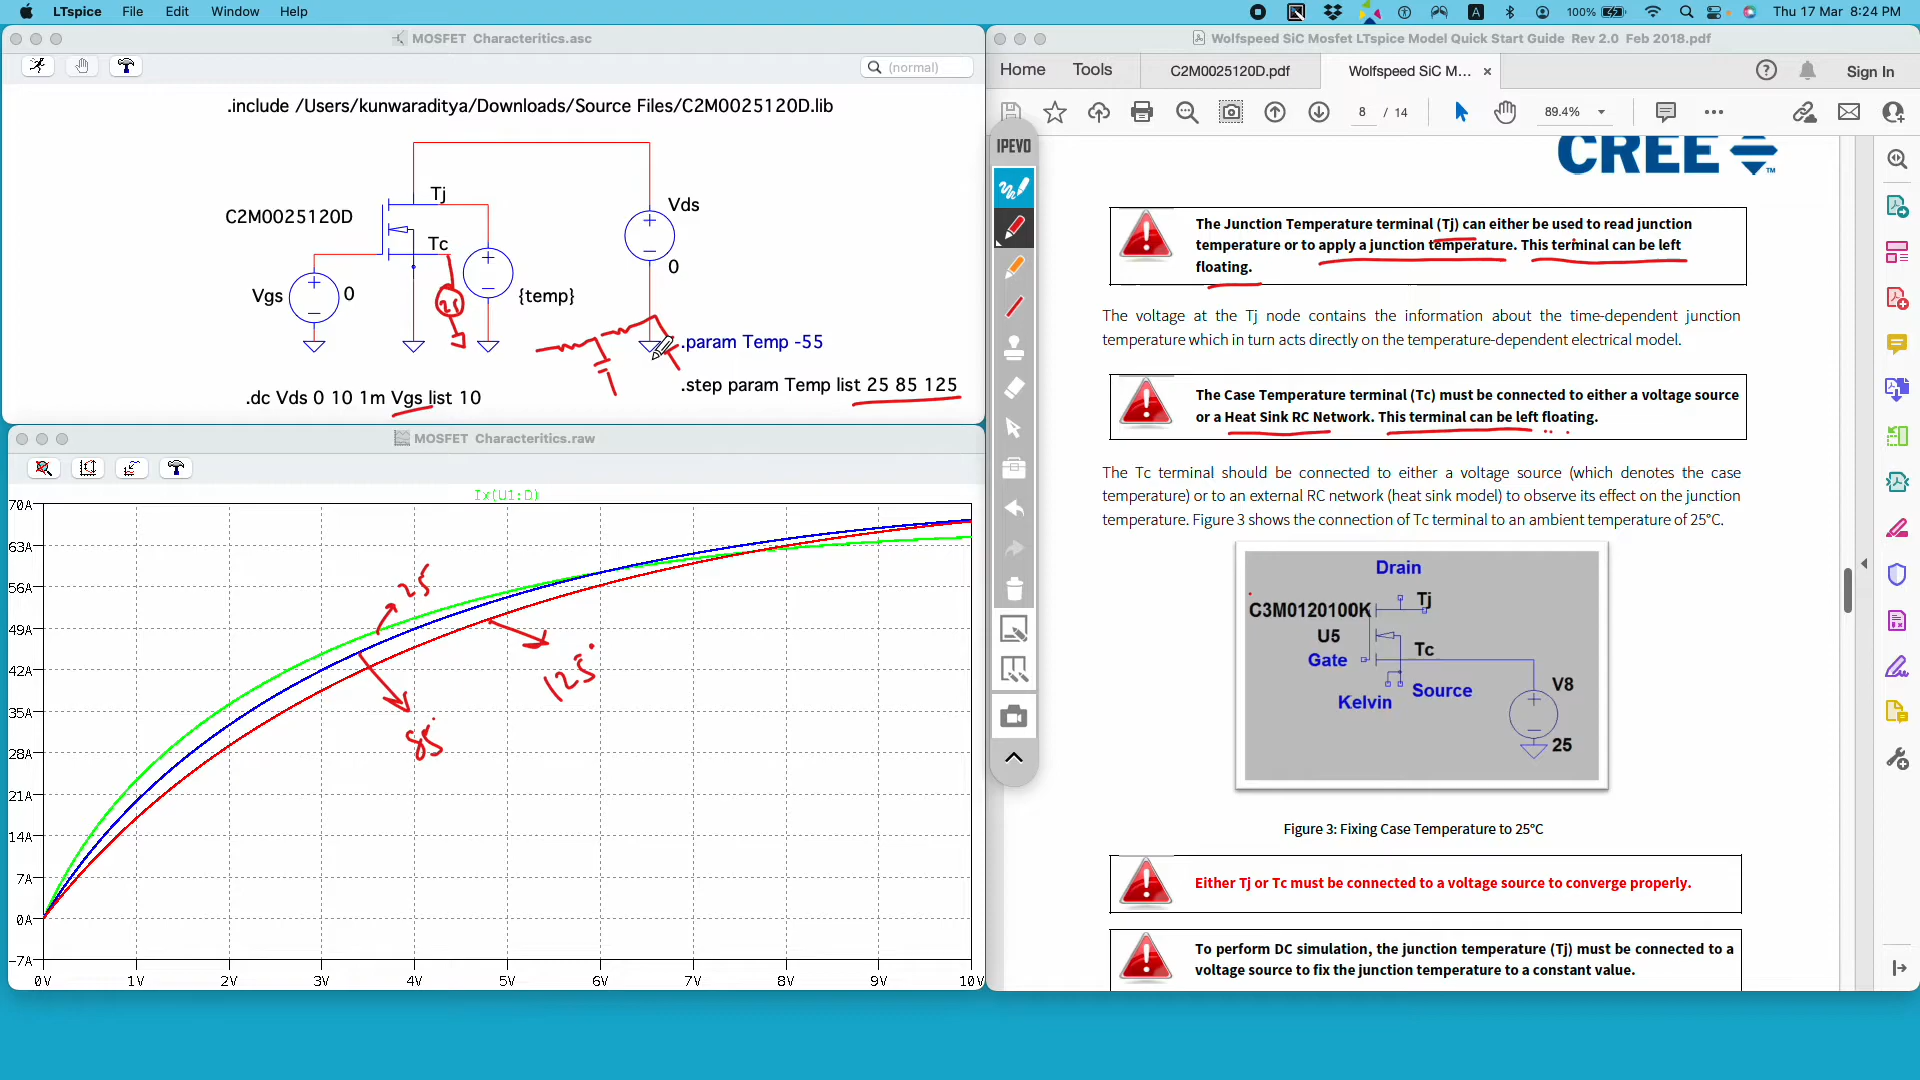 LTspice File Edit Window Help
A 100% Thu 17 Mar 8:24 PM
MOSFET Characteritics.asc
(normal)
.include /Users/kunwaraditya/Downloads/Source Files/C2M0025120D.lib
Tj
C2M0025120D
Tc
Vds
0
Vgs
0
25
{temp}
.param Temp -55
.step param Temp list 25 85 125
.dc Vds 0 10 1m Vgs list 10
MOSFET Characteritics.raw
Ix(U1:D)
70A
63A
56A
49A
42A
35A
28A
21A
14A
7A
0A
-7A
0V 1V 2V 3V 4V 5V 6V 7V 8V 9V 10V
25
125°
85
Wolfspeed SiC Mosfet LTspice Model Quick Start Guide Rev 2.0 Feb 2018.pdf
Home Tools C2M0025120D.pdf Wolfspeed SiC M... × Sign In
8 / 14 89.4%
IPEVO
CREE
TM
The Junction Temperature terminal (Tj) can either be used to read junction
temperature or to apply a junction temperature. This terminal can be left
floating.
The voltage at the Tj node contains the information about the time-dependent junction
temperature which in turn acts directly on the temperature-dependent electrical model.
The Case Temperature terminal (Tc) must be connected to either a voltage source
or a Heat Sink RC Network. This terminal can be left floating.
The Tc terminal should be connected to either a voltage source (which denotes the case
temperature) or to an external RC network (heat sink model) to observe its effect on the junction
temperature. Figure 3 shows the connection of Tc terminal to an ambient temperature of 25°C.
Drain
Tj
C3M0120100K
U5
Tc
Gate
V8
Source
Kelvin
25
Figure 3: Fixing Case Temperature to 25°C
Either Tj or Tc must be connected to a voltage source to converge properly.
To perform DC simulation, the junction temperature (Tj) must be connected to a
voltage source to fix the junction temperature to a constant value.